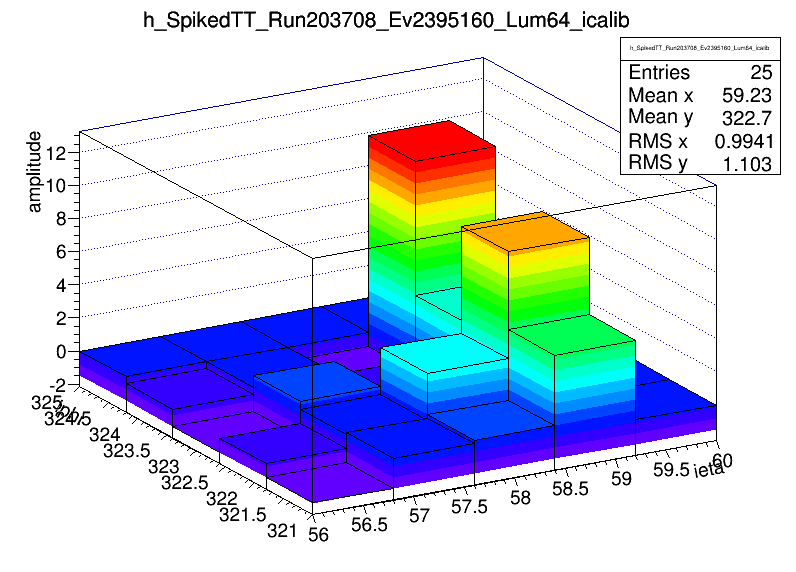 h_SpikedTT_Run203708_Ev2395160_Lum64_icalib
h_SpikedTT_Run203708_Ev2395160_Lum64_icalib
Entries 25
Mean x 59.23
Mean y 322.7
RMS x 0.9941
RMS y 1.103
amplitude
12
10
8
6
4
2
0
-2
325
324.5
324
323.5
323
322.5
322
321.5
321
56
56.5
57
57.5
58
58.5
59
59.5
60
ieta